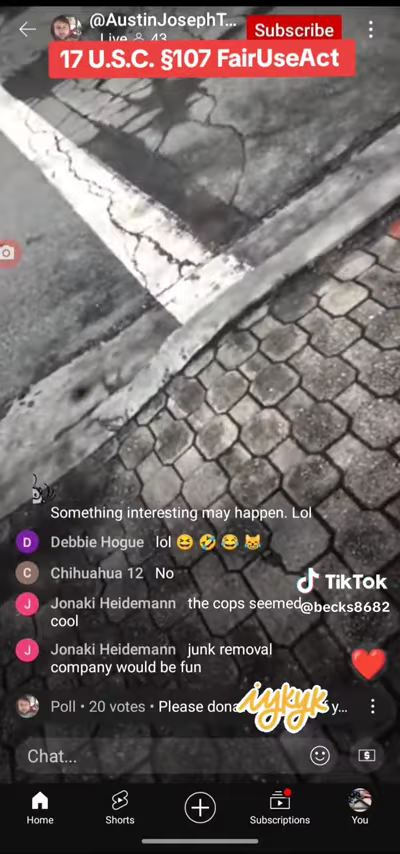 @AustinJosephT...
Subscribe
Live 43
17 U.S.C. §107 FairUseAct
Something interesting may happen. Lol
Debbie Hogue lol 😆 🤣 😂 😹
Chihuahua 12 No
Jonaki Heidemann the cops seemed
cool
TikTok
@becks8682
Jonaki Heidemann junk removal
company would be fun
Poll • 20 votes • Please dona
iykyk
y...
Chat...
Home
Shorts
Subscriptions
You